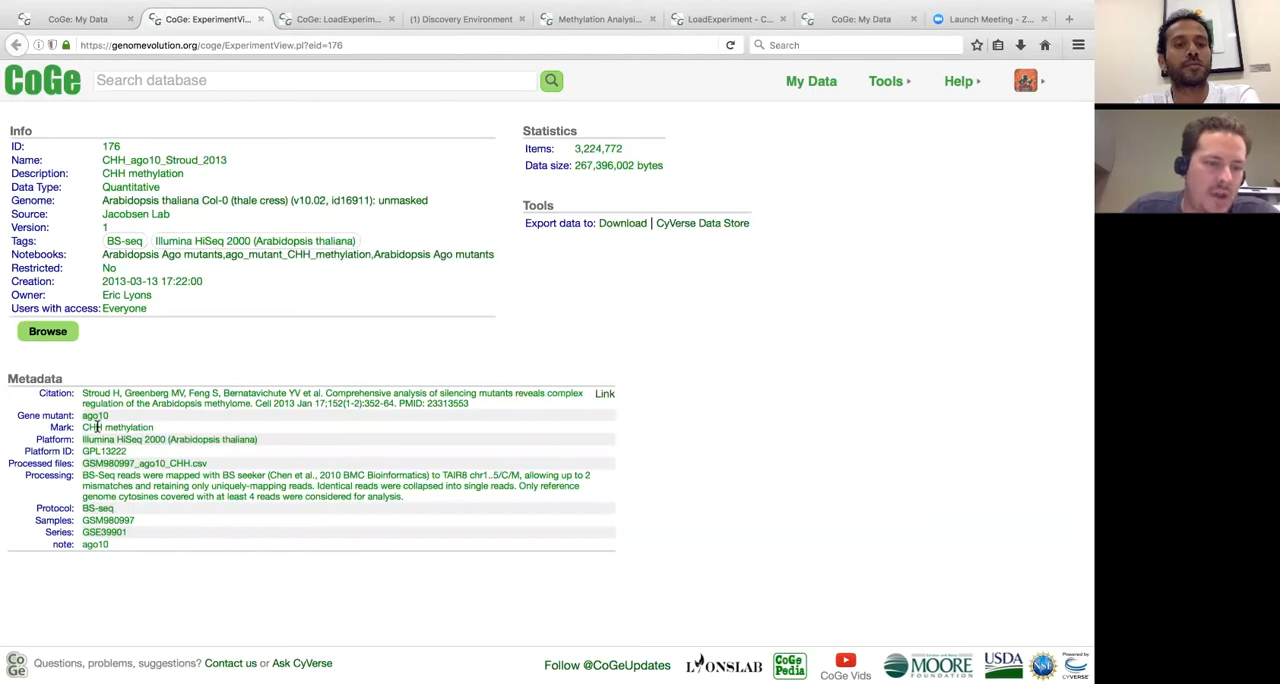 CoGe: My Data
CoGe: ExperimentVi...
CoGe: LoadExperim...
(1) Discovery Environment
Methylation Analysi...
LoadExperiment - C...
CoGe: My Data
Launch Meeting - Z...
https://genomevolution.org/coge/ExperimentView.pl?eid=176
Search
CoGe
Search database
My Data
Tools
Help
Info
ID: 176
Name: CHH_ago10_Stroud_2013
Description: CHH methylation
Data Type: Quantitative
Genome: Arabidopsis thaliana Col-0 (thale cress) (v10.02, id16911): unmasked
Source: Jacobsen Lab
Version: 1
Tags: BS-seq Illumina HiSeq 2000 (Arabidopsis thaliana)
Notebooks: Arabidopsis Ago mutants,ago_mutant_CHH_methylation,Arabidopsis Ago mutants
Restricted: No
Creation: 2013-03-13 17:22:00
Owner: Eric Lyons
Users with access: Everyone
Browse
Statistics
Items: 3,224,772
Data size: 267,396,002 bytes
Tools
Export data to: Download | CyVerse Data Store
Metadata
Citation: Stroud H, Greenberg MV, Feng S, Bernatavichute YV et al. Comprehensive analysis of silencing mutants reveals complex
regulation of the Arabidopsis methylome. Cell 2013 Jan 17;152(1-2):352-64. PMID: 23313553
Link
Gene mutant: ago10
Mark: CHH methylation
Platform: Illumina HiSeq 2000 (Arabidopsis thaliana)
Platform ID: GPL13222
Processed files: GSM980997_ago10_CHH.csv
Processing: BS-Seq reads were mapped with BS seeker (Chen et al., 2010 BMC Bioinformatics) to TAIR8 chr1..5/C/M, allowing up to 2
mismatches and retaining only uniquely-mapping reads. Identical reads were collapsed into single reads. Only reference
genome cytosines covered with at least 4 reads were considered for analysis.
Protocol: BS-seq
Samples: GSM980997
Series: GSE39901
note: ago10
Co
Ge
Questions, problems, suggestions? Contact us or Ask CyVerse
Follow @CoGeUpdates
LYONSLAB
CoGe
Pedia
CoGe Vids
MOORE
FOUNDATION
USDA
NSF
Powered by
CYVERSE